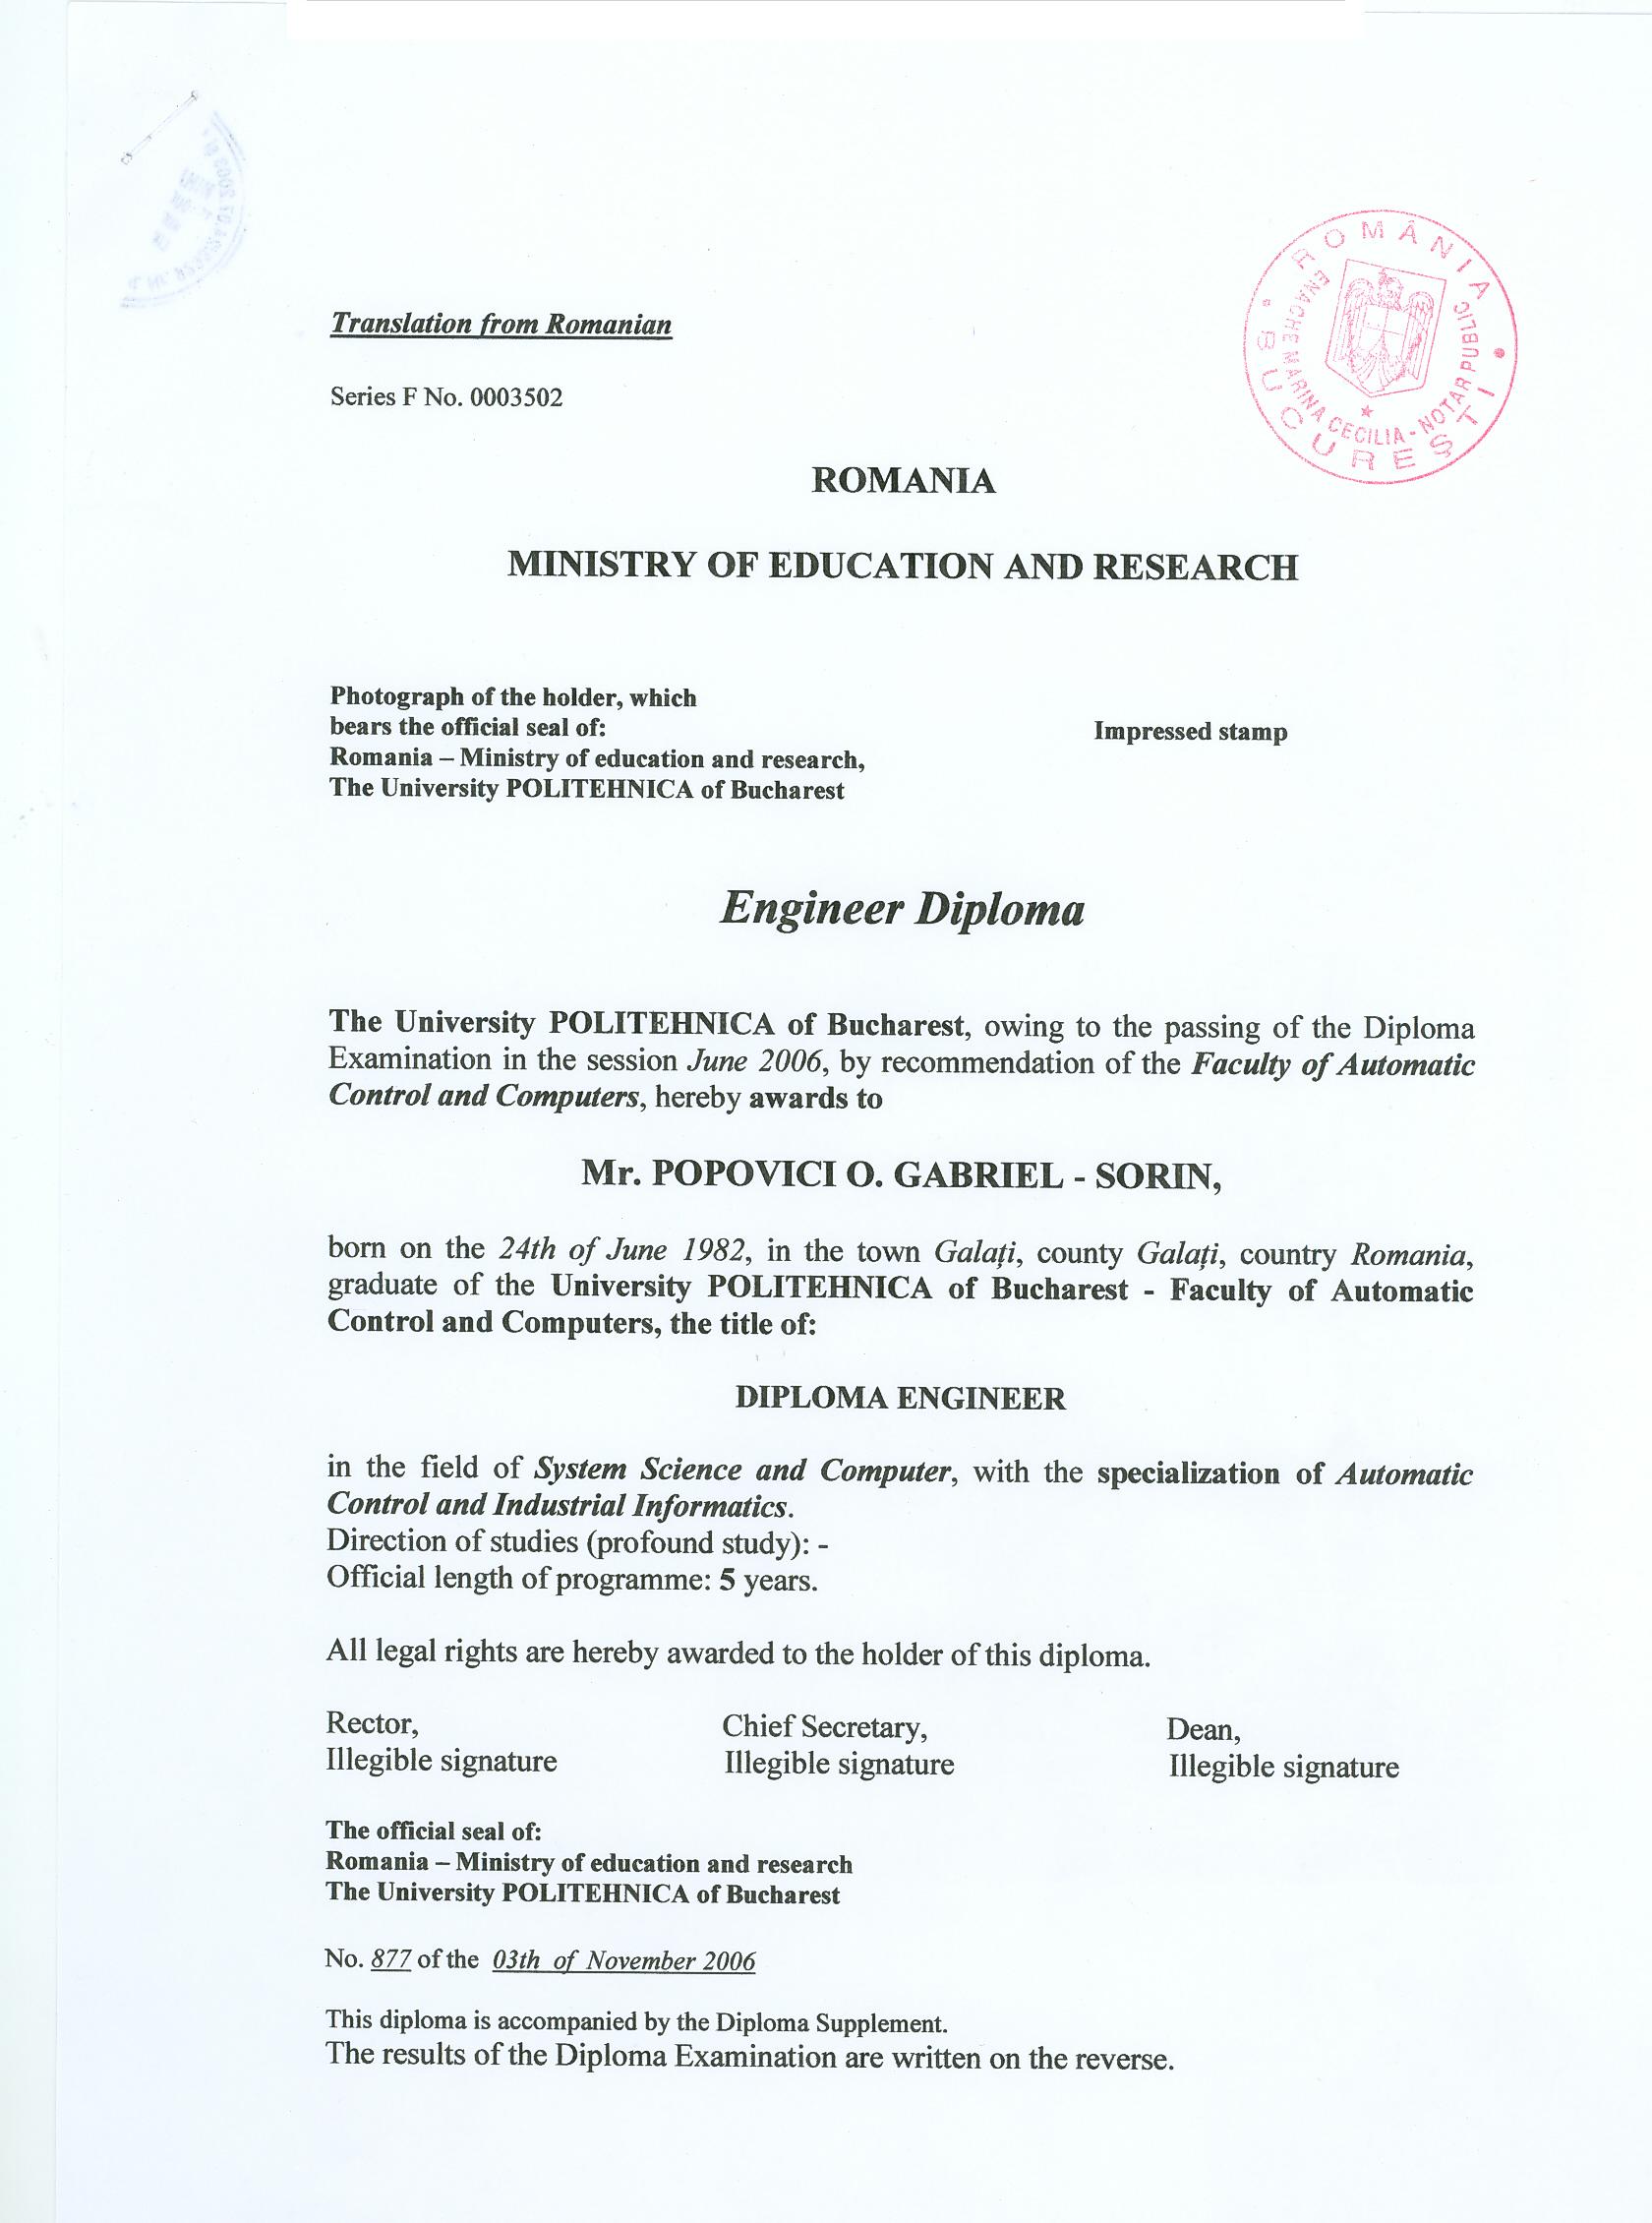 Translation from Romanian
ROMÂNIA
BUCUREȘTI
ENACHE MARINA CECILIA - NOTAR PUBLIC
Series F No. 0003502
ROMANIA
MINISTRY OF EDUCATION AND RESEARCH
Photograph of the holder, which
bears the official seal of:
Impressed stamp
Romania – Ministry of education and research,
The University POLITEHNICA of Bucharest
Engineer Diploma
The University POLITEHNICA of Bucharest, owing to the passing of the Diploma
Examination in the session June 2006, by recommendation of the Faculty of Automatic
Control and Computers, hereby awards to
Mr. POPOVICI O. GABRIEL - SORIN,
born on the 24th of June 1982, in the town Galați, county Galați, country Romania,
graduate of the University POLITEHNICA of Bucharest - Faculty of Automatic
Control and Computers, the title of:
DIPLOMA ENGINEER
in the field of System Science and Computer, with the specialization of Automatic
Control and Industrial Informatics.
Direction of studies (profound study): -
Official length of programme: 5 years.
All legal rights are hereby awarded to the holder of this diploma.
Rector, Chief Secretary, Dean,
Illegible signature Illegible signature Illegible signature
The official seal of:
Romania – Ministry of education and research
The University POLITEHNICA of Bucharest
No. 877 of the 03th of November 2006
This diploma is accompanied by the Diploma Supplement.
The results of the Diploma Examination are written on the reverse.